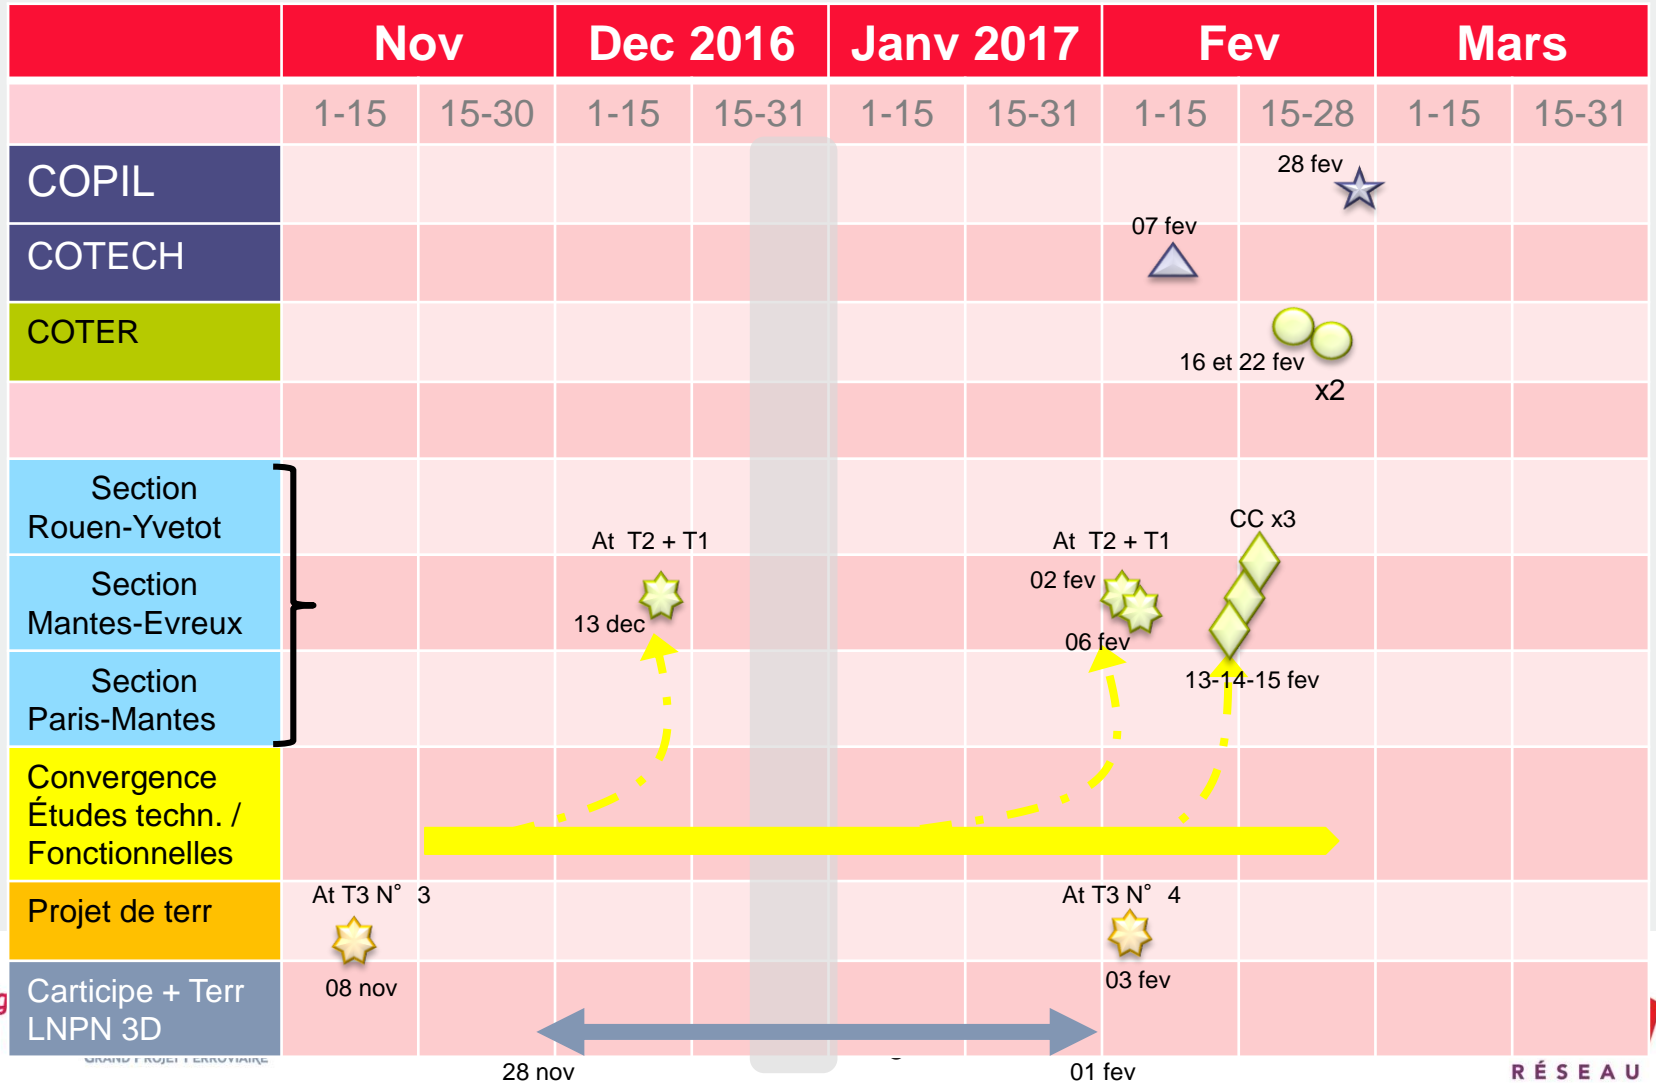 Nov Dec 2016 Janv 2017 Fev Mars
1-15 15-30 1-15 15-31 1-15 15-31 1-15 15-28 1-15 15-31
COPIL
28 fev
COTECH
07 fev
COTER
16 et 22 fev
x2
Section
Rouen-Yvetot
CC x3
At T2 + T1
At T2 + T1
Section
Mantes-Evreux
02 fev
13 dec
06 fev
Section
Paris-Mantes
13-14-15 fev
Convergence
Études techn. /
Fonctionnelles
Projet de terr
At T3 N° 3
At T3 N° 4
08 nov
03 fev
Carticipe + Terr
LNPN 3D
GRAND PROJET FERROVIAIRE
28 nov
01 fev
RÉSEAU